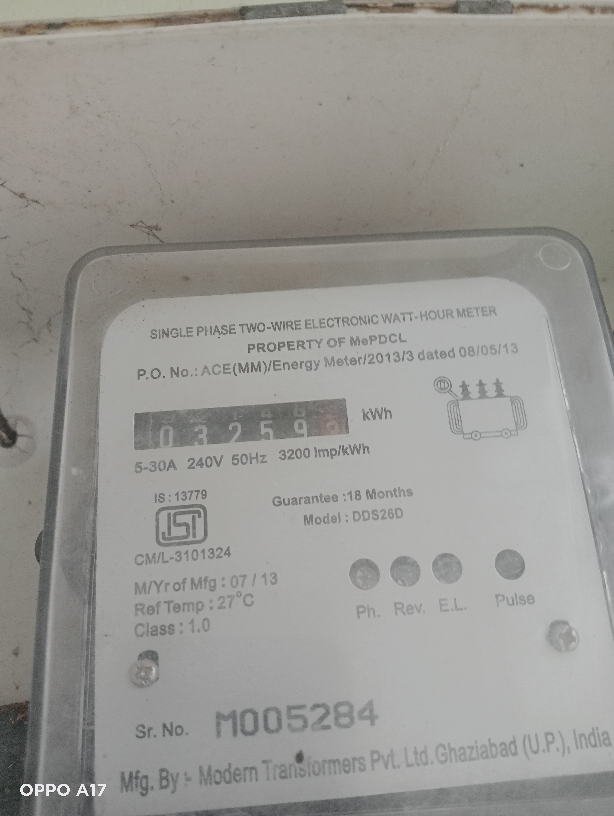 SINGLE PHASE TWO-WIRE ELECTRONIC WATT-HOUR METER
PROPERTY OF MePDCL
P.O. No.: ACE(MM)/Energy Meter/2013/3 dated 08/05/13
0 3 2 5 9 kWh
5-30A 240V 50Hz 3200 Imp/kWh
IS : 13779
ISI
CM/L-3101324
Guarantee :18 Months
Model : DDS26D
M/Yr of Mfg : 07 / 13
Ref Temp : 27°C
Class : 1.0
Ph. Rev. E.L. Pulse
Sr. No. M005284
Mfg. By :- Modern Transformers Pvt. Ltd. Ghaziabad (U.P.), India
OPPO A17